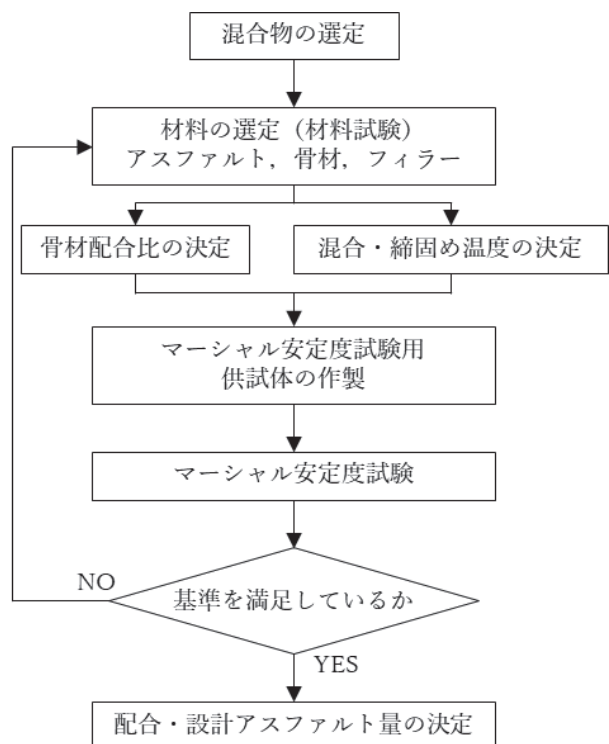 混合物の選定
材料の選定（材料試験）
アスファルト，骨材，フィラー
骨材配合比の決定
混合・締固め温度の決定
マーシャル安定度試験用
供試体の作製
マーシャル安定度試験
基準を満足しているか
NO
YES
配合・設計アスファルト量の決定